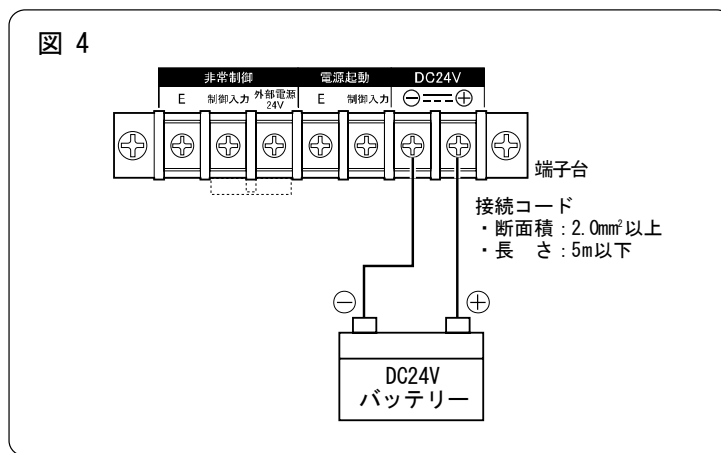 図 4
非常制御 電源起動 DC24V
E 制御入力 外部電源 24V E 制御入力 ⊖ ⊕
端子台
接続コード
・断面積：2.0mm²以上
・長　さ：5m以下
⊖ ⊕
DC24V
バッテリー